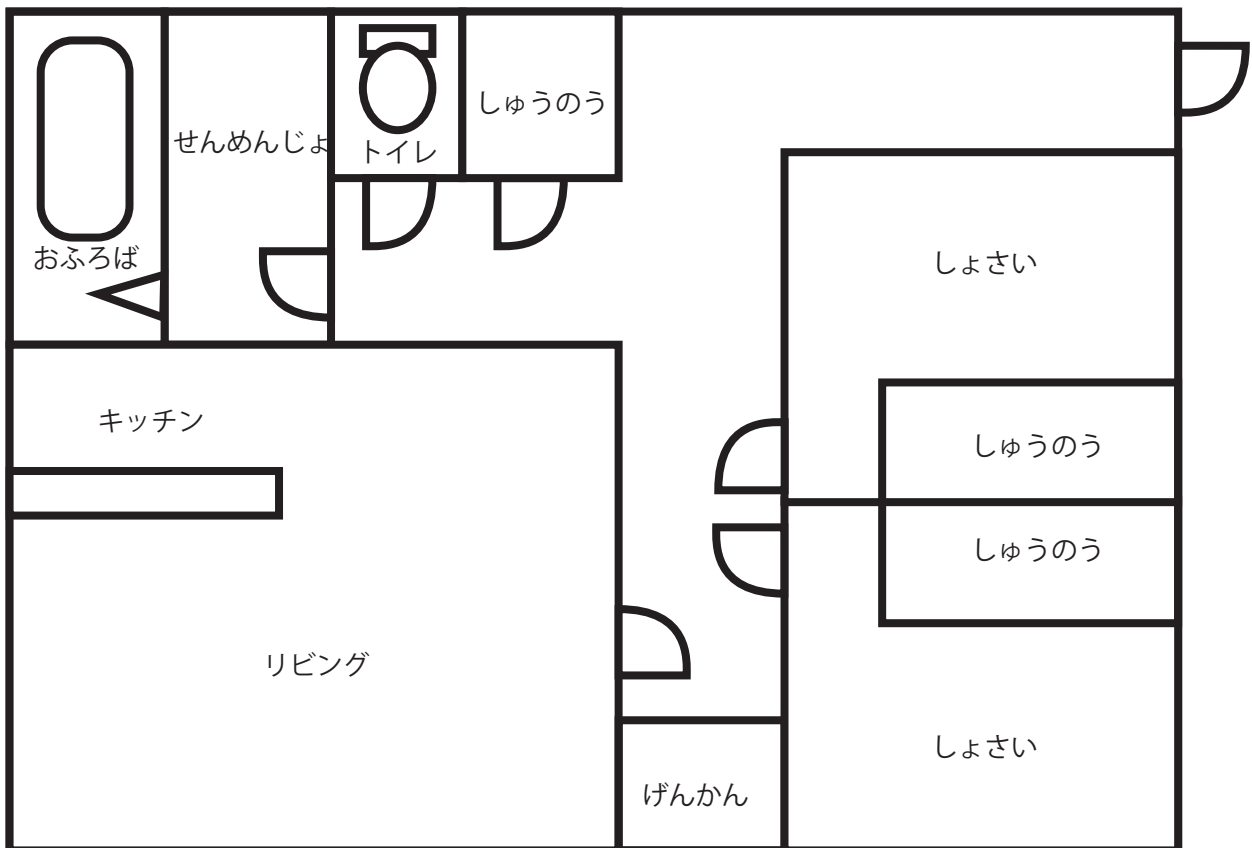 しゅうのう
せんめんじょ
トイレ
おふろば
しょさい
キッチン
しゅうのう
しゅうのう
リビング
しょさい
げんかん